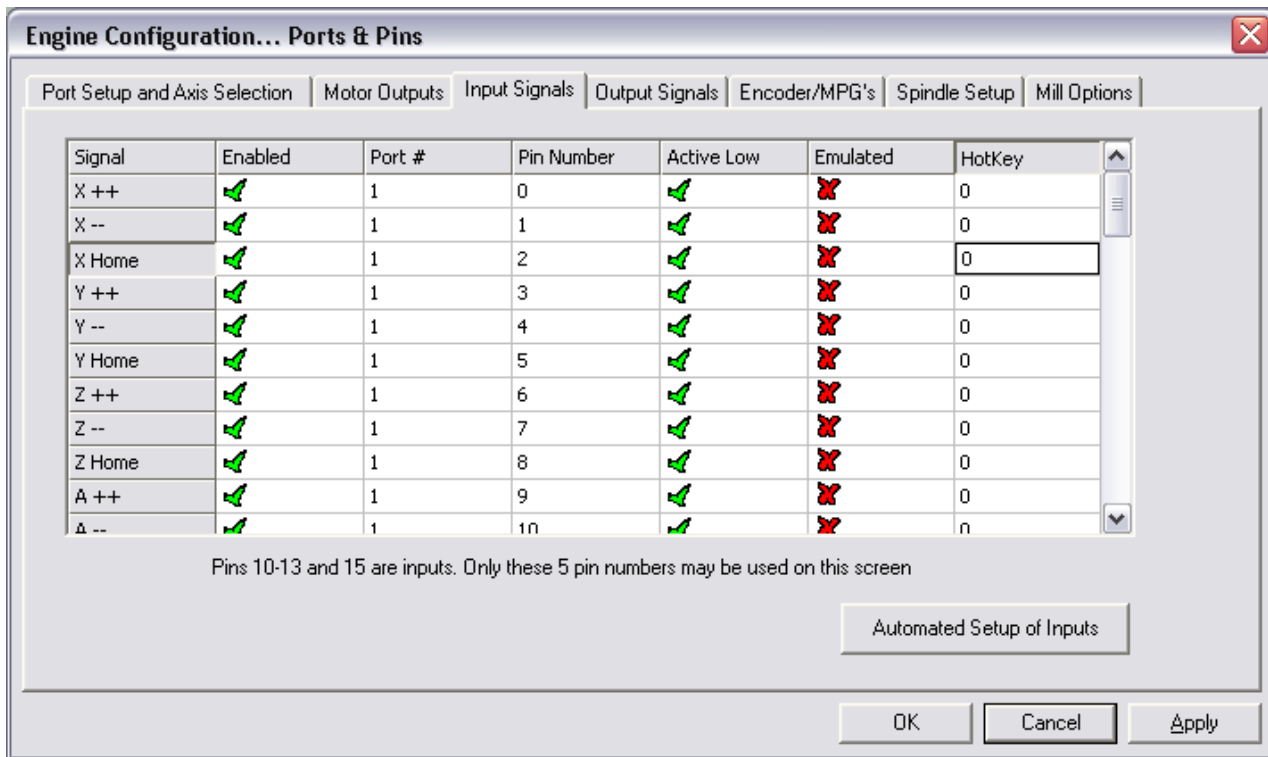 Engine Configuration... Ports & Pins
Port Setup and Axis Selection Motor Outputs Input Signals Output Signals Encoder/MPG's Spindle Setup Mill Options
Signal Enabled Port # Pin Number Active Low Emulated HotKey
X ++ 1 0 0
X -- 1 1 0
X Home 1 2 0
Y ++ 1 3 0
Y -- 1 4 0
Y Home 1 5 0
Z ++ 1 6 0
Z -- 1 7 0
Z Home 1 8 0
A ++ 1 9 0
A -- 1 10 0
Pins 10-13 and 15 are inputs. Only these 5 pin numbers may be used on this screen
Automated Setup of Inputs
OK Cancel Apply